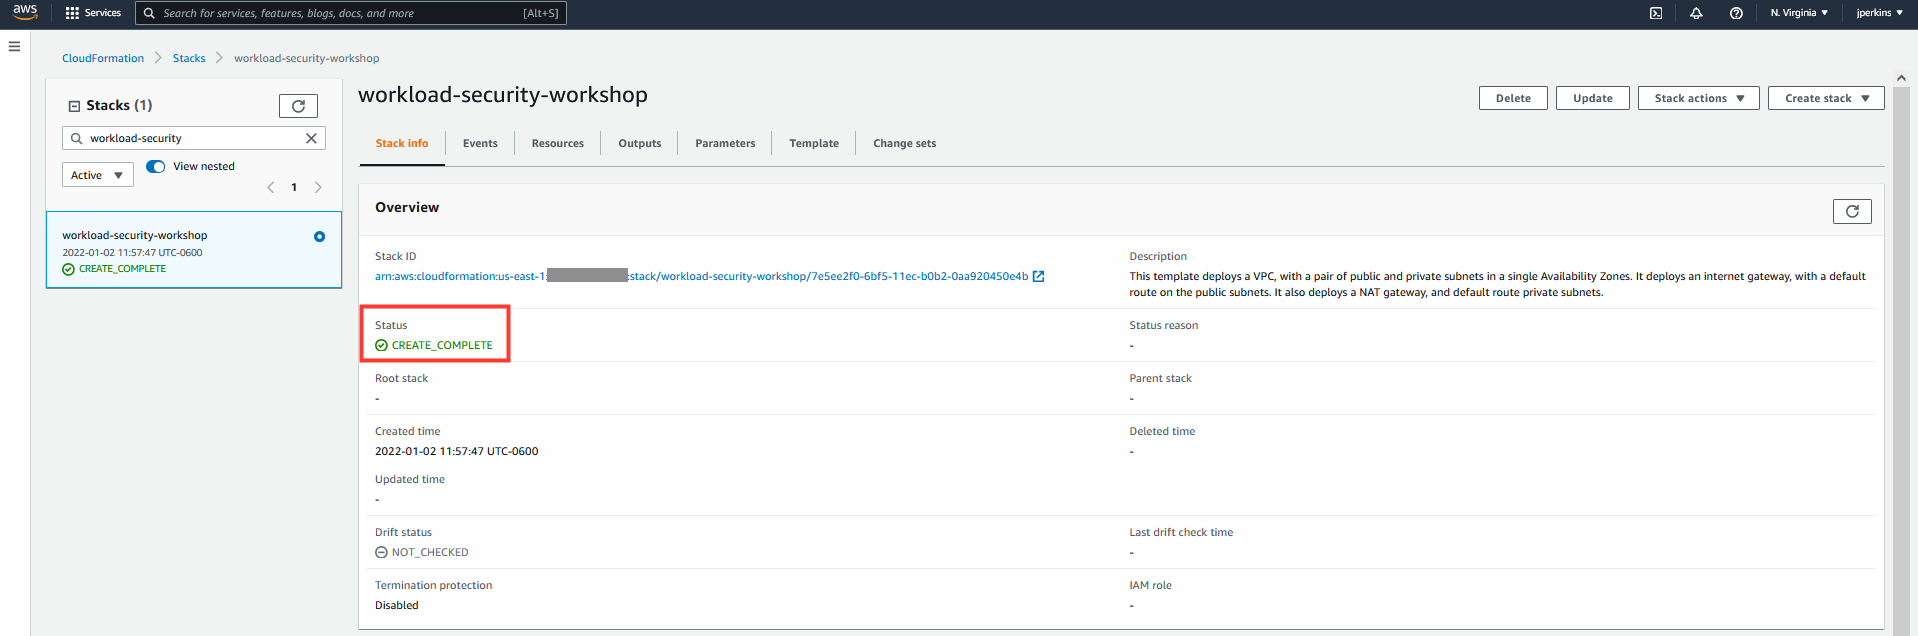 aws
Services
Search for services, features, blogs, docs, and more
[Alt+S]
N. Virginia
jperkins
CloudFormation
Stacks
workload-security-workshop
Stacks (1)
workload-security
Active
View nested
1
workload-security-workshop
2022-01-02 11:57:47 UTC-0600
CREATE_COMPLETE
workload-security-workshop
Delete
Update
Stack actions
Create stack
Stack info
Events
Resources
Outputs
Parameters
Template
Change sets
Overview
Stack ID
arn:aws:cloudformation:us-east-1: :stack/workload-security-workshop/7e5ee2f0-6bf5-11ec-b0b2-0aa920450e4b
Description
This template deploys a VPC, with a pair of public and private subnets in a single Availability Zones. It deploys an internet gateway, with a default
route on the public subnets. It also deploys a NAT gateway, and default route private subnets.
Status
CREATE_COMPLETE
Status reason
-
Root stack
-
Parent stack
-
Created time
2022-01-02 11:57:47 UTC-0600
Deleted time
-
Updated time
-
Drift status
NOT_CHECKED
Last drift check time
-
Termination protection
Disabled
IAM role
-